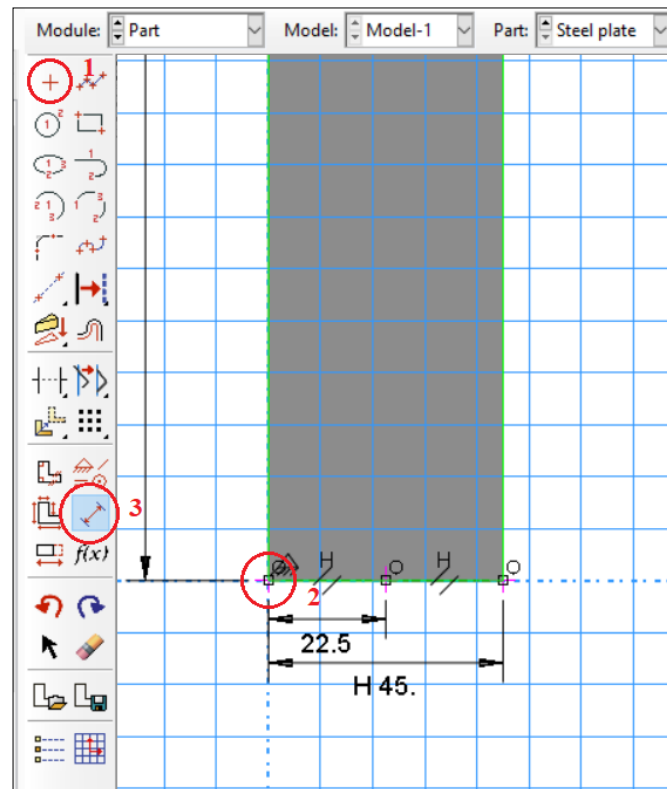 Module: Part Model: Model-1 Part: Steel plate
1
3
f(x)
H H
2
22.5
H 45.